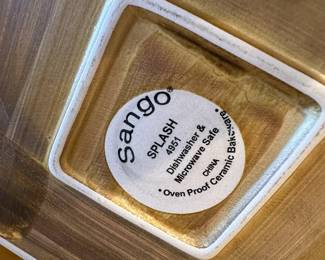 sango®
SPLASH
4951
Dishwasher &
Microwave Safe
CHINA
• Oven Proof Ceramic Bakeware •